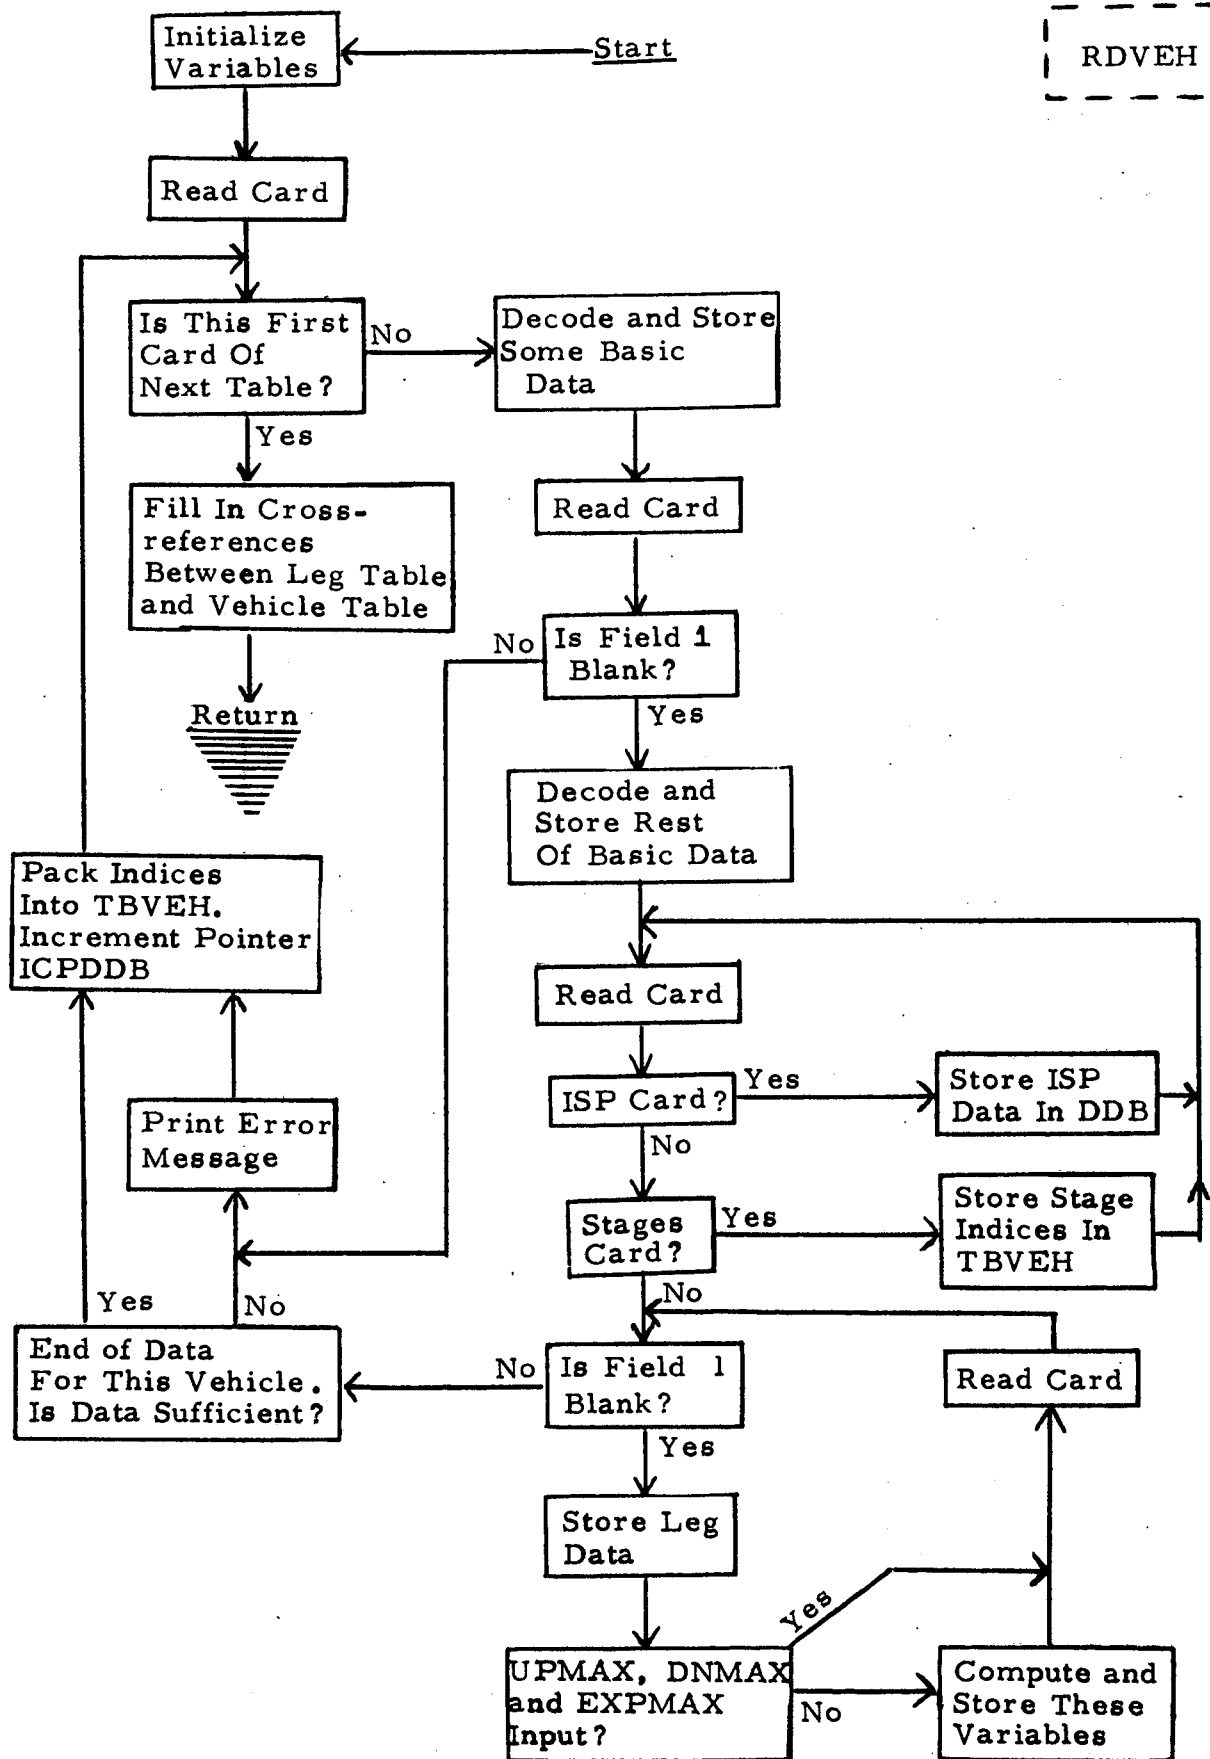 Initialize
Variables
Start
RDVEH
Read Card
Is This First
Card Of
Next Table?
No
Decode and Store
Some Basic
Data
Yes
Fill In Cross-
references
Between Leg Table
and Vehicle Table
Return
Read Card
Is Field 1
Blank?
No
Yes
Decode and
Store Rest
Of Basic Data
Pack Indices
Into TBVEH.
Increment Pointer
ICPDDB
Read Card
ISP Card?
Yes
Store ISP
Data In DDB
No
Print Error
Message
Stages
Card?
Yes
Store Stage
Indices In
TBVEH
No
Yes
No
End of Data
For This Vehicle.
Is Data Sufficient?
No
Is Field 1
Blank?
Read Card
Yes
Store Leg
Data
Yes
UPMAX, DNMAX
and EXPMAX
Input?
No
Compute and
Store These
Variables